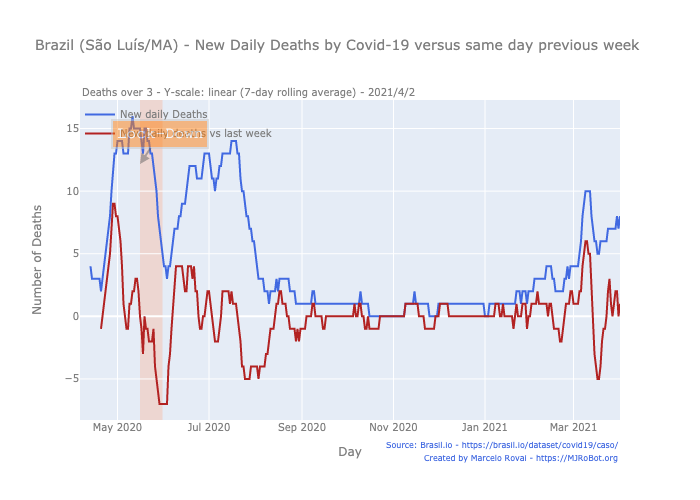 Brazil (São Luís/MA) - New Daily Deaths by Covid-19 versus same day previous week
Deaths over 3 - Y-scale: linear (7-day rolling average) - 2021/4/2
New daily Deaths
vs last week
15
10
5
0
−5
Number of Deaths
May 2020
Jul 2020
Sep 2020
Nov 2020
Jan 2021
Mar 2021
Day
Source: Brasil.io - https://brasil.io/dataset/covid19/caso/
Created by Marcelo Rovai - https://MJRoBot.org